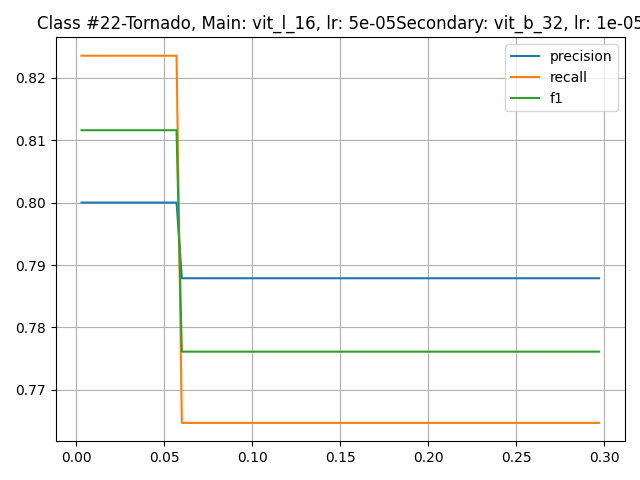 Class #22-Tornado, Main: vit_l_16, lr: 5e-05Secondary: vit_b_32, lr: 1e-05
precision
recall
f1
0.82
0.81
0.80
0.79
0.78
0.77
0.00 0.05 0.10 0.15 0.20 0.25 0.30